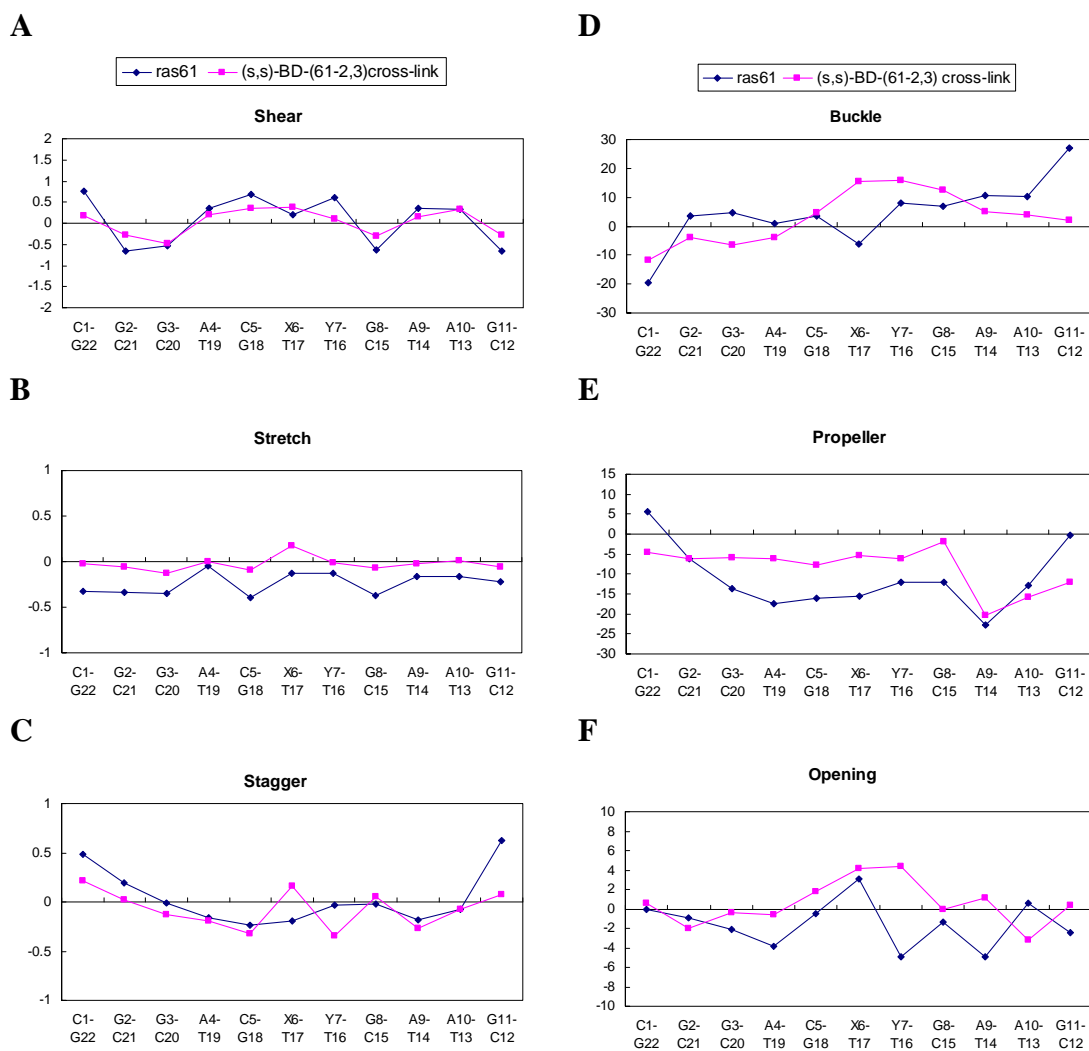 A
D
ras61 (s,s)-BD-(61-2,3)cross-link
ras61 (s,s)-BD-(61-2,3) cross-link
Shear
2
1.5
1
0.5
0
-0.5
-1
-1.5
-2
C1- G2- G3- A4- C5- X6- Y7- G8- A9- A10- G11-
G22 C21 C20 T19 G18 T17 T16 C15 T14 T13 C12
Buckle
30
20
10
0
-10
-20
-30
C1- G2- G3- A4- C5- X6- Y7- G8- A9- A10- G11-
G22 C21 C20 T19 G18 T17 T16 C15 T14 T13 C12
B
E
Stretch
1
0.5
0
-0.5
-1
C1- G2- G3- A4- C5- X6- Y7- G8- A9- A10- G11-
G22 C21 C20 T19 G18 T17 T16 C15 T14 T13 C12
Propeller
15
10
5
0
-5
-10
-15
-20
-25
-30
C1- G2- G3- A4- C5- X6- Y7- G8- A9- A10- G11-
G22 C21 C20 T19 G18 T17 T16 C15 T14 T13 C12
C
F
Stagger
1
0.5
0
-0.5
-1
C1- G2- G3- A4- C5- X6- Y7- G8- A9- A10- G11-
G22 C21 C20 T19 G18 T17 T16 C15 T14 T13 C12
Opening
10
8
6
4
2
0
-2
-4
-6
-8
-10
C1- G2- G3- A4- C5- X6- Y7- G8- A9- A10- G11-
G22 C21 C20 T19 G18 T17 T16 C15 T14 T13 C12